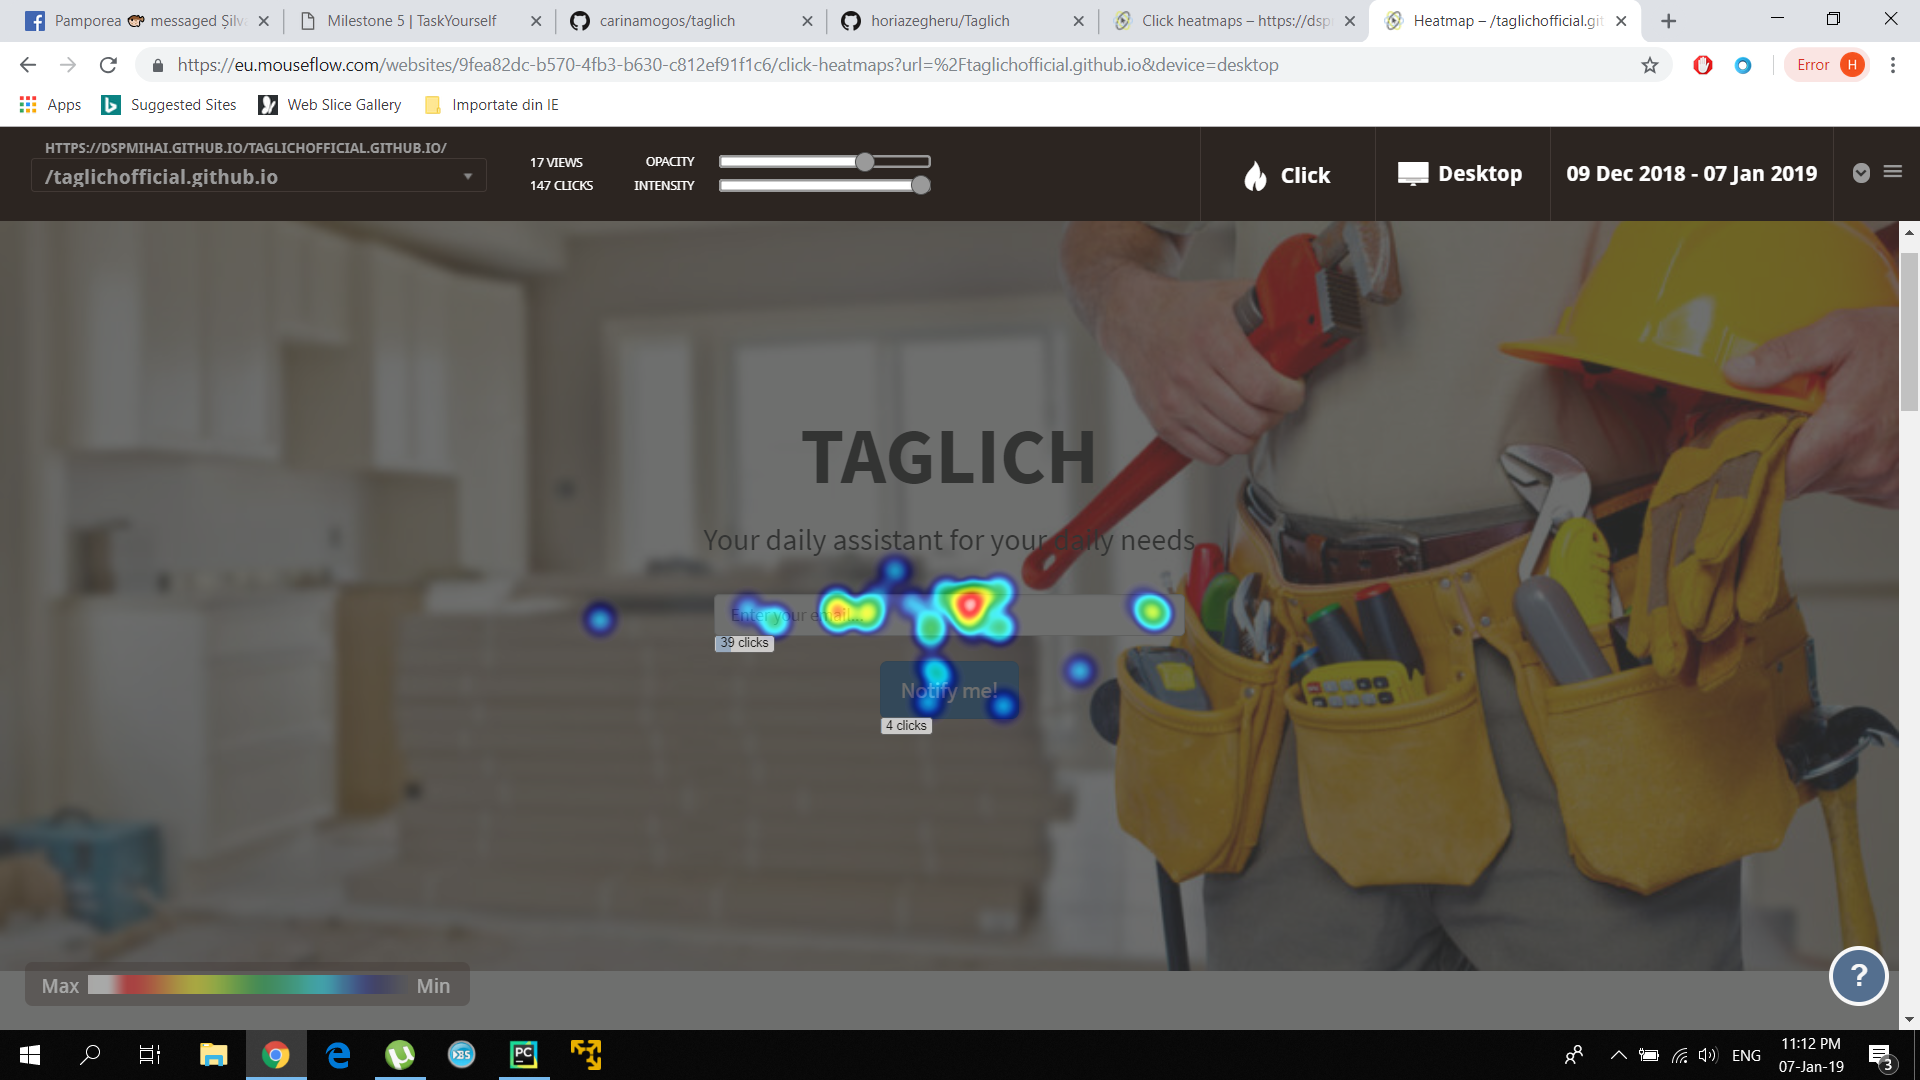 Pamporea messaged Silv
Milestone 5 | TaskYourself
carinamogos/taglich
horiazegheru/Taglich
Click heatmaps – https://dsp
Heatmap – /taglichofficial.git
https://eu.mouseflow.com/websites/9fea82dc-b570-4fb3-b630-c812ef91f1c6/click-heatmaps?url=%2Ftaglichofficial.github.io&device=desktop
Error H
Apps
Suggested Sites
Web Slice Gallery
Importate din IE
HTTPS://DSPMIHAI.GITHUB.IO/TAGLICHOFFICIAL.GITHUB.IO/
/taglichofficial.github.io
17 VIEWS
147 CLICKS
OPACITY
INTENSITY
Click
Desktop
09 Dec 2018 - 07 Jan 2019
TAGLICH
Your daily assistant for your daily needs
Enter your email...
39 clicks
Notify me!
4 clicks
Max
Min
?
PC
ENG
11:12 PM
07-Jan-19
3